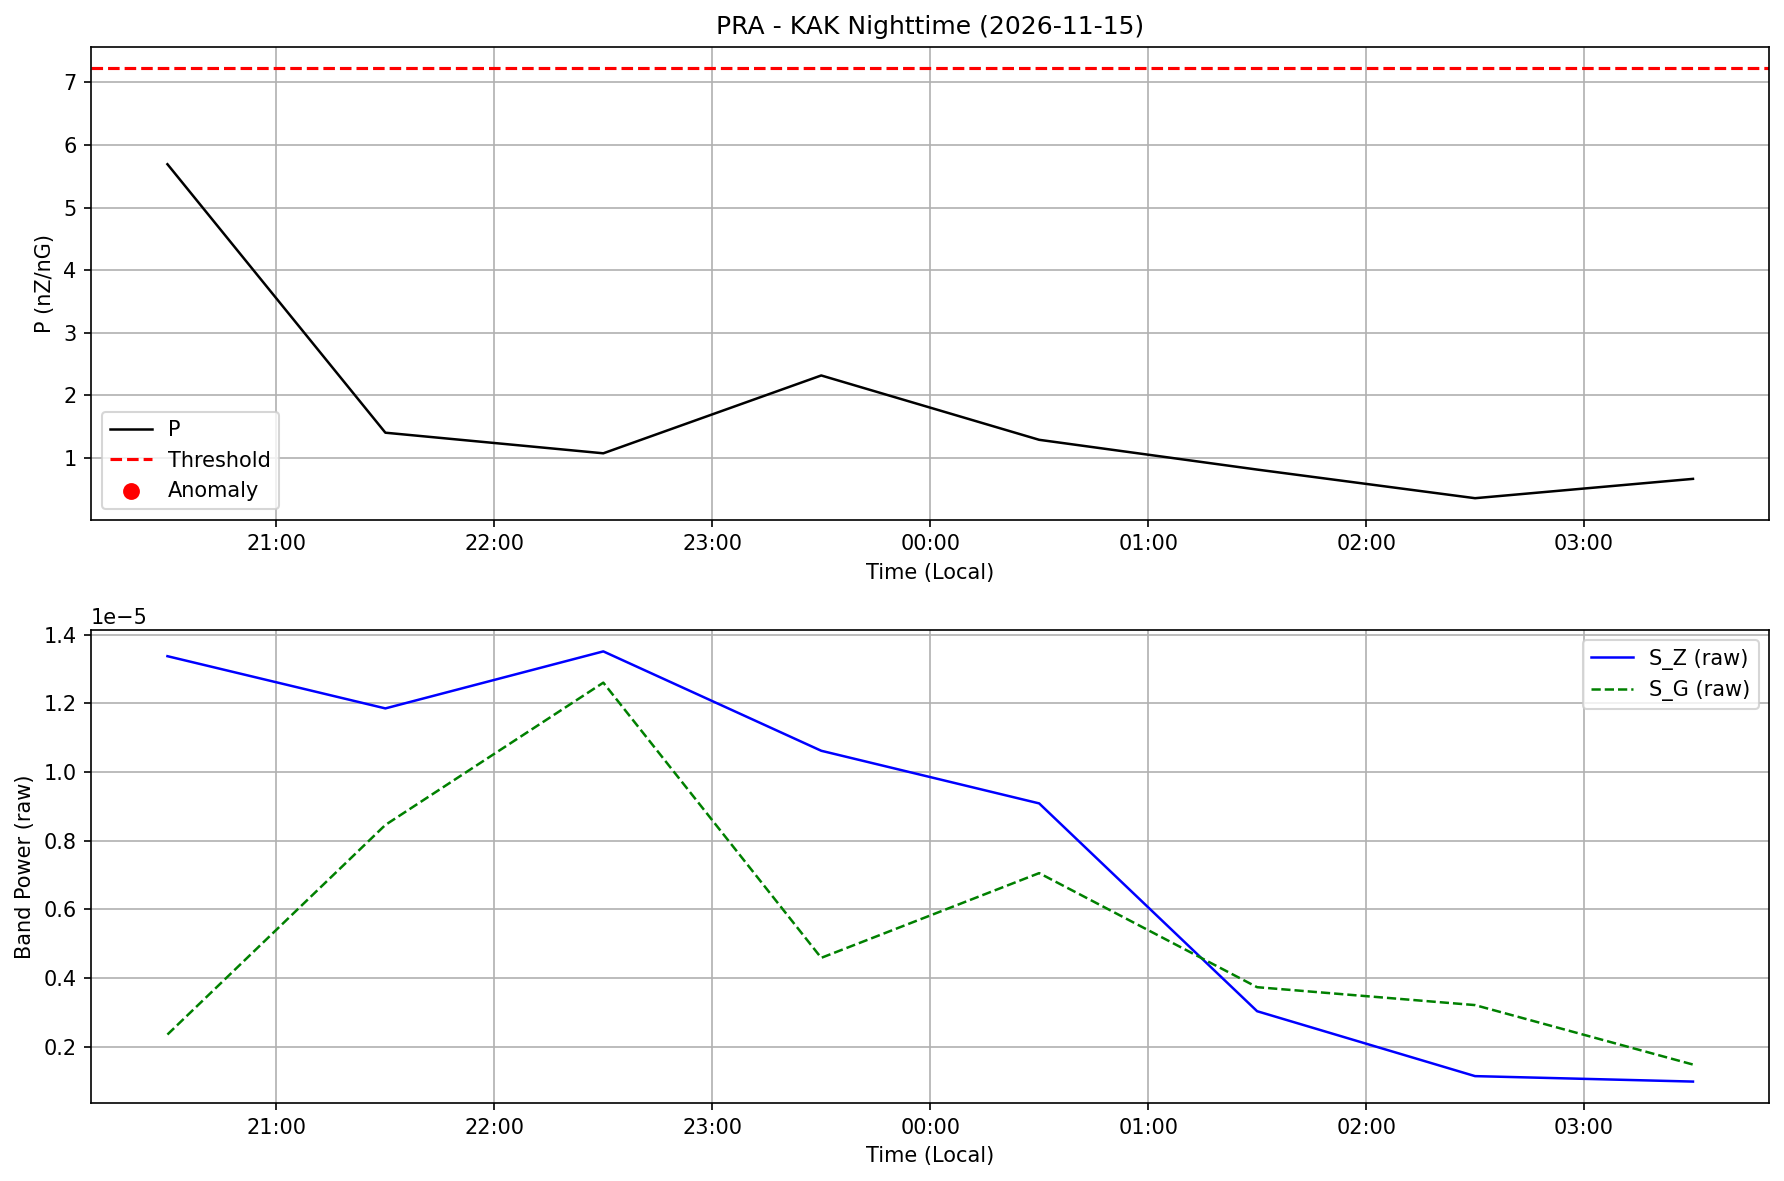 PRA - KAK Nighttime (2026-11-15)
P (nZ/nG)
7
6
5
4
3
2
1
P
Threshold
Anomaly
21:00 22:00 23:00 00:00 01:00 02:00 03:00
Time (Local)
1e−5
Band Power (raw)
1.4
1.2
1.0
0.8
0.6
0.4
0.2
S_Z (raw)
S_G (raw)
21:00 22:00 23:00 00:00 01:00 02:00 03:00
Time (Local)